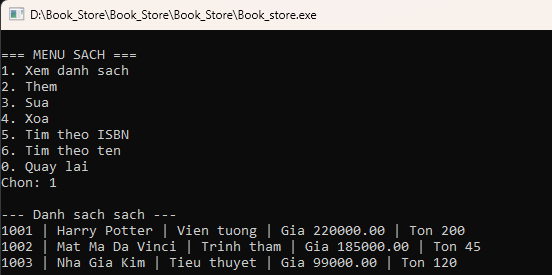 D:\Book_Store\Book_Store\Book_Store\Book_store.exe
=== MENU SACH ===
1. Xem danh sach
2. Them
3. Sua
4. Xoa
5. Tim theo ISBN
6. Tim theo ten
0. Quay lai
Chon: 1
--- Danh sach sach ---
1001 | Harry Potter | Vien tuong | Gia 220000.00 | Ton 200
1002 | Mat Ma Da Vinci | Trinh tham | Gia 185000.00 | Ton 45
1003 | Nha Gia Kim | Tieu thuyet | Gia 99000.00 | Ton 120